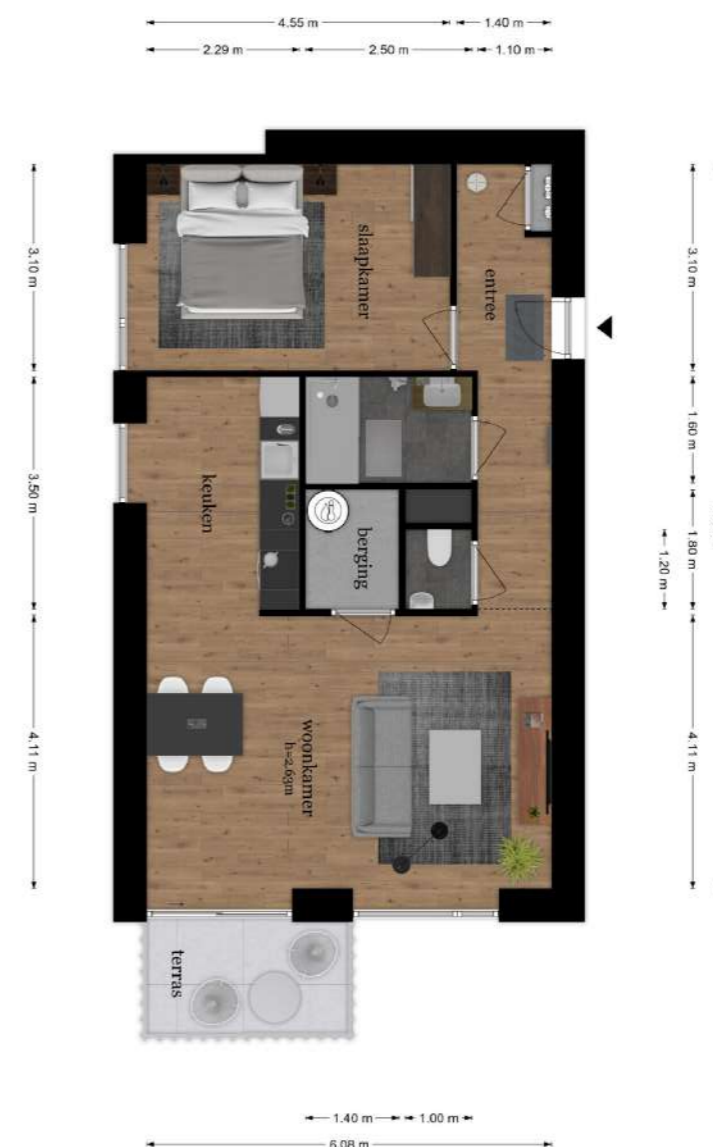 4.55 m
1.40 m
2.29 m
2.50 m
1.10 m
slaapkamer
entree
3.10 m
3.10 m
1.60 m
3.50 m
keuken
berging
1.80 m
1.20 m
woonkamer
h=2.63m
4.11 m
4.11 m
terras
1.40 m
1.00 m
6.08 m